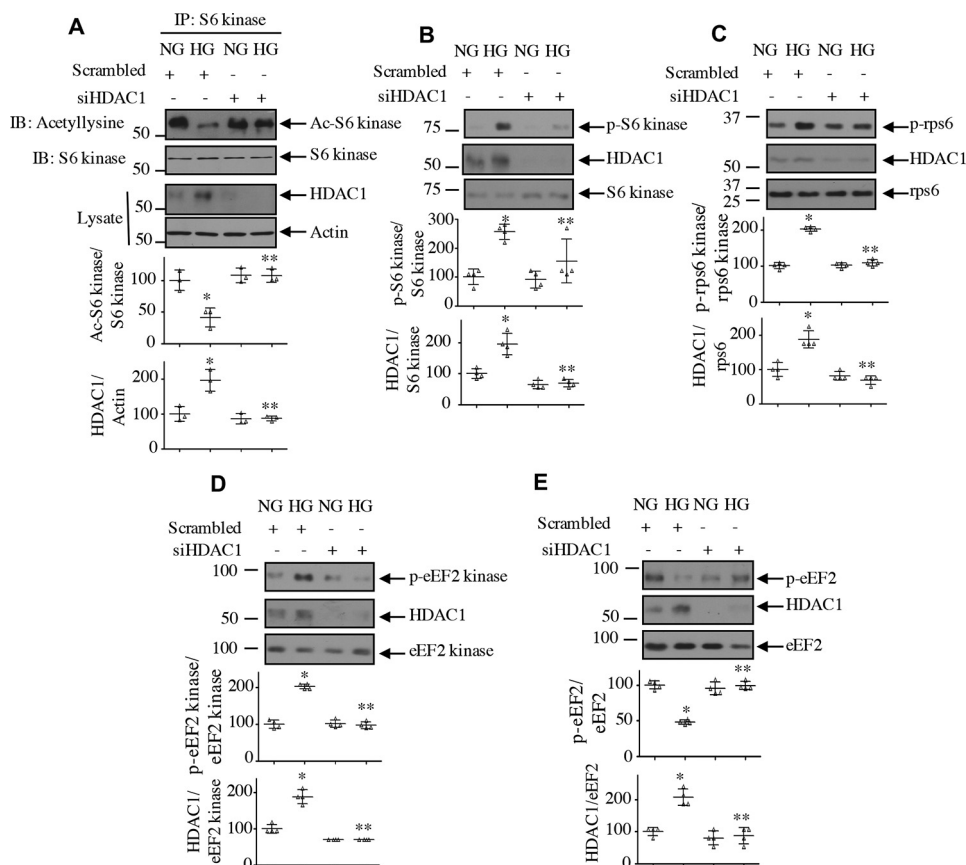 A
IP: S6 kinase
NG HG NG HG
Scrambled + + - -
siHDAC1 - - + +
IB: Acetyllysine 50 Ac-S6 kinase
IB: S6 kinase 50 S6 kinase
Lysate 50 HDAC1
50 Actin
Ac-S6 kinase/
S6 kinase
100
50
0
*
**
HDAC1/
Actin
200
100
0
*
**
B
NG HG NG HG
Scrambled + + - -
siHDAC1 - - + +
75 p-S6 kinase
50 HDAC1
75 S6 kinase
p-S6 kinase/
S6 kinase
300
200
100
0
*
**
HDAC1/
S6 kinase
200
100
0
*
**
C
NG HG NG HG
Scrambled + + - -
siHDAC1 - - + +
37 p-rps6
50 HDAC1
37
25 rps6
p-rps6 kinase/
rps6 kinase
200
100
0
*
**
HDAC1/
rps6
200
100
0
*
**
D
NG HG NG HG
Scrambled + + - -
siHDAC1 - - + +
100 p-eEF2 kinase
50 HDAC1
100 eEF2 kinase
p-eEF2 kinase/
eEF2 kinase
200
100
0
*
**
HDAC1/
eEF2 kinase
200
100
*
**
E
NG HG NG HG
Scrambled + + - -
siHDAC1 - - + +
100 p-eEF2
50 HDAC1
100 eEF2
p-eEF2/
eEF2
100
50
0
*
**
HDAC1/eEF2
200
100
0
*
**